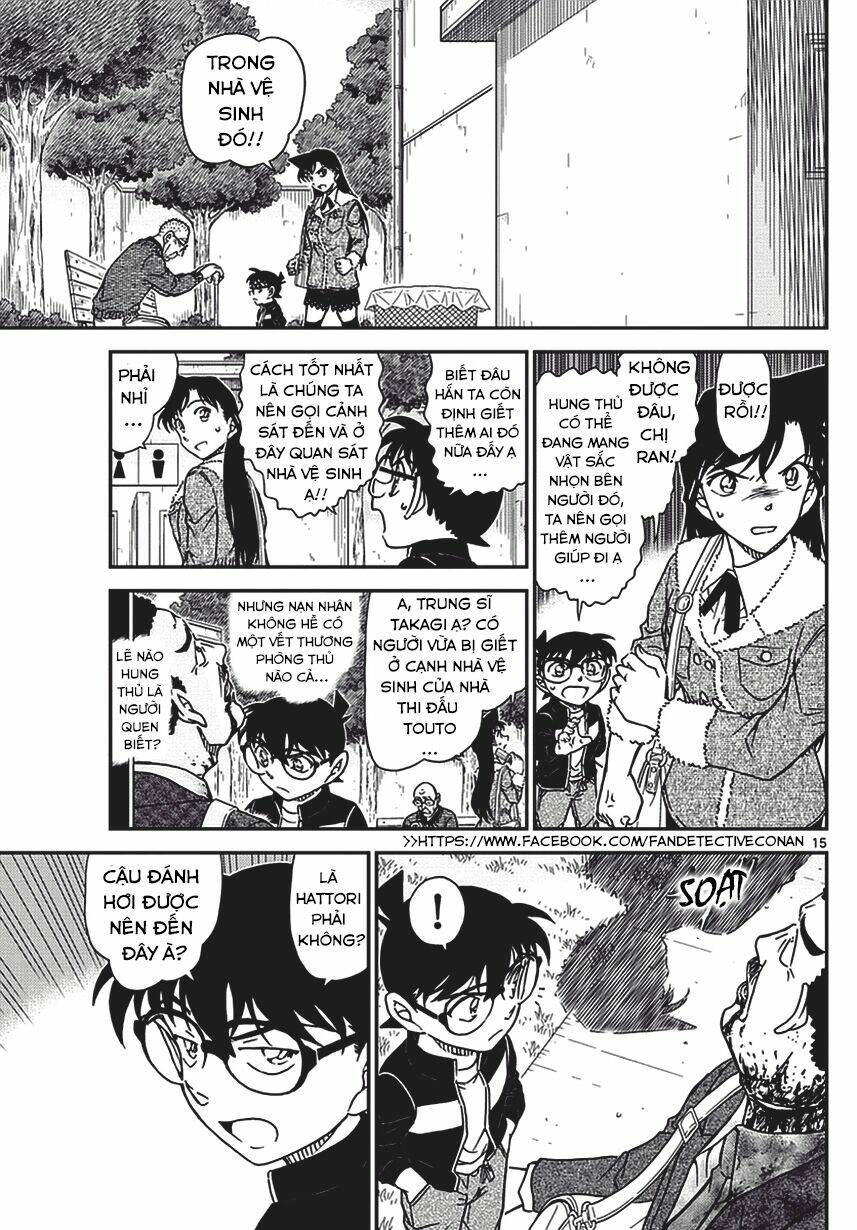 TRONG
NHÀ VỆ
SINH
ĐÓ!!
ĐƯỢC
RỒI!!
KHÔNG
ĐƯỢC
ĐÂU,
CHỊ
RAN!
HUNG THỦ
CÓ THỂ
ĐANG MANG
VẬT SẮC
NHỌN BÊN
NGƯỜI ĐÓ,
TA NÊN GỌI
THÊM NGƯỜI
GIÚP ĐI Ạ
...
BIẾT ĐÂU
HẮN TA CÒN
ĐỊNH GIẾT
THÊM AI ĐÓ
NỮA ĐẤY Ạ
...
CÁCH TỐT NHẤT
LÀ CHÚNG TA
NÊN GỌI CẢNH
SÁT ĐẾN VÀ Ở
ĐÂY QUAN SÁT
NHÀ VỆ SINH
Ạ!!
PHẢI
NHỈ
...
A, TRUNG SĨ
TAKAGI Ạ? CÓ
NGƯỜI VỪA BỊ GIẾT
Ở CẠNH NHÀ VỆ
SINH CỦA NHÀ
THI ĐẤU
TOUTO
...
NHƯNG NẠN NHÂN
KHÔNG HỀ CÓ
MỘT VẾT THƯƠNG
PHÒNG THỦ
NÀO CẢ...
LẼ NÀO
HUNG
THỦ LÀ
NGƯỜI
QUEN
BIẾT?
>>HTTPS://WWW.FACEBOOK.COM/FANDETECTIVECONAN 15
SOẠT
!
LÀ
HATTORI
PHẢI
KHÔNG?
CẬU ĐÁNH
HƠI ĐƯỢC
NÊN ĐẾN
ĐÂY À?